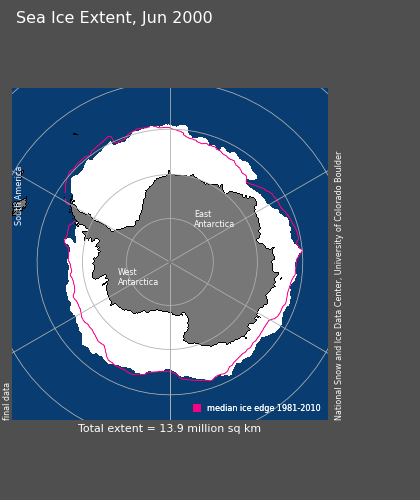 Sea Ice Extent, Jun 2000
South America
East
Antarctica
West
Antarctica
National Snow and Ice Data Center, University of Colorado Boulder
final data
median ice edge 1981-2010
Total extent = 13.9 million sq km